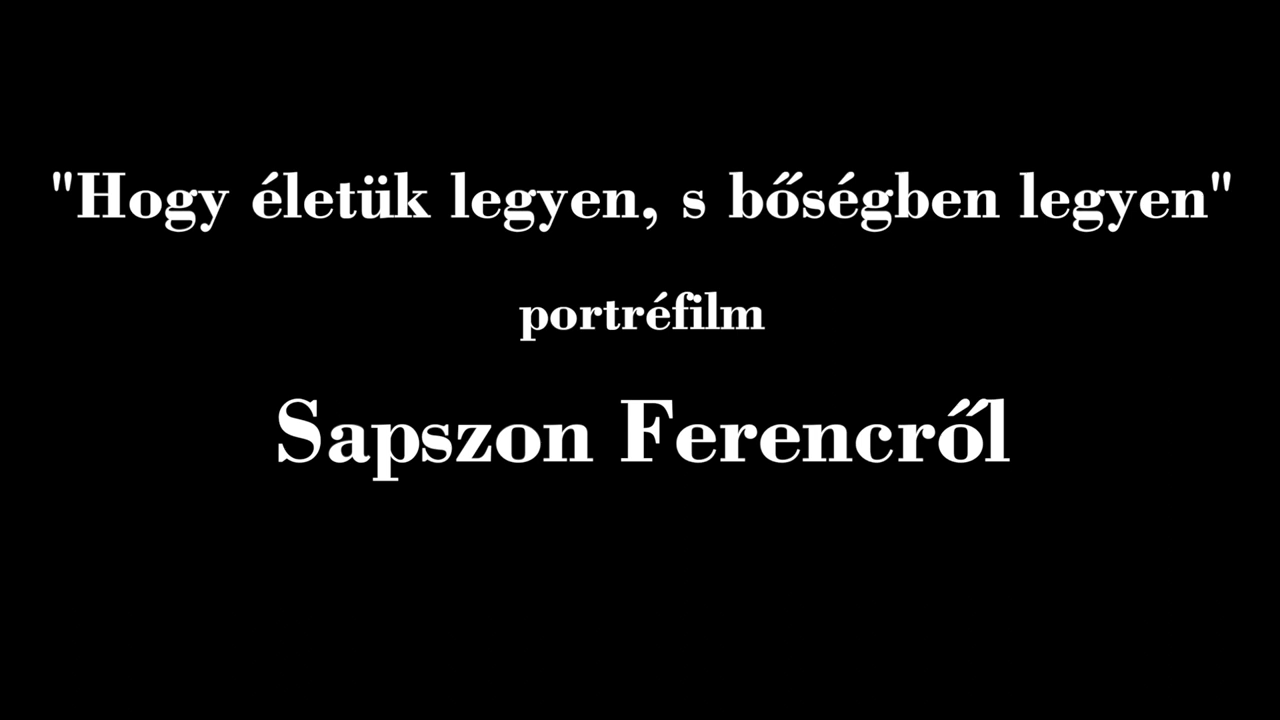 "Hogy életük legyen, s bőségben legyen"
portréfilm
Sapszon Ferencről